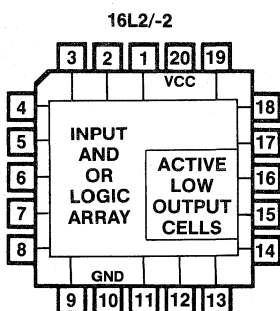 16L2/-2
3 2 1 20 19
VCC
4
5
6
7
8
INPUT
AND
OR
LOGIC
ARRAY
ACTIVE
LOW
OUTPUT
CELLS
18
17
16
15
14
GND
9 10 11 12 13